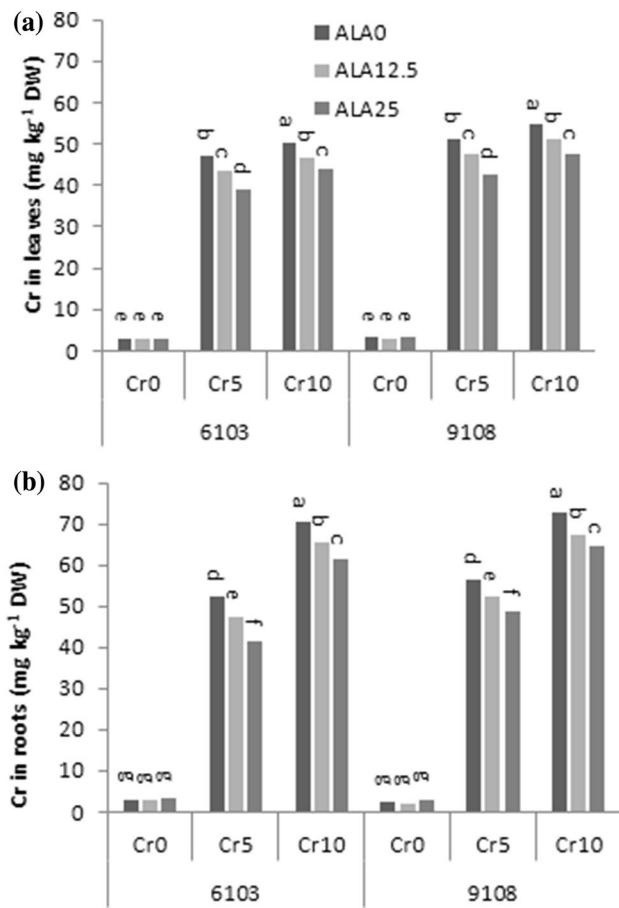 (a)
Cr in leaves (mg kg-1 DW)
80
70
60
50
40
30
20
10
0
ALA0
ALA12.5
ALA25
e e e b c d a b c e e e b c d a b c
Cr0 Cr5 Cr10 Cr0 Cr5 Cr10
6103 9108
(b)
Cr in roots (mg kg-1 DW)
80
70
60
50
40
30
20
10
0
g g g d e f a b c g g g d e f a b c
Cr0 Cr5 Cr10 Cr0 Cr5 Cr10
6103 9108